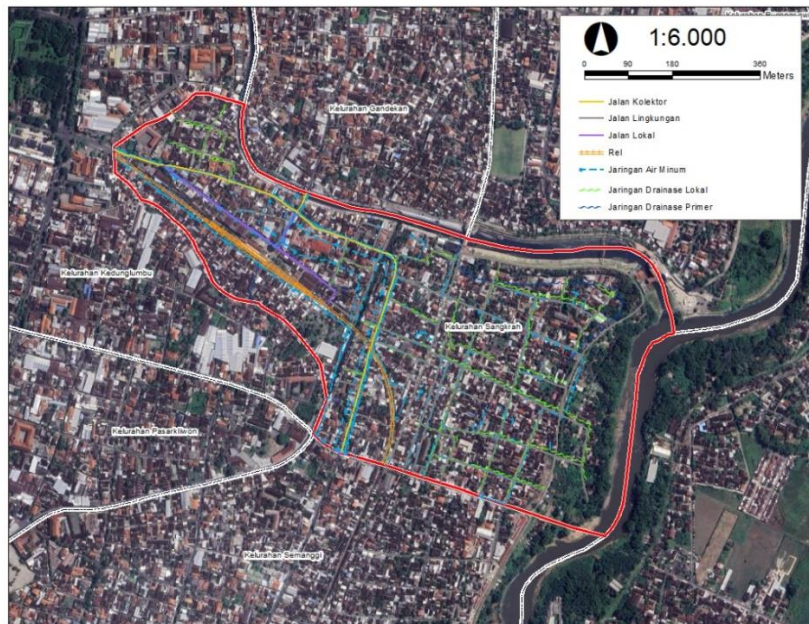 1:6.000
0 90 180 360
Meters
Jalan Kolektor
Jalan Lingkungan
Jalan Lokal
Rel
Jaringan Air Minum
Jaringan Drainase Lokal
Jaringan Drainase Primer
Kelurahan Gandekan
Kelurahan Kedunglumbu
Kelurahan Sangkrah
Kelurahan Pasarkliwon
Kelurahan Semanggi